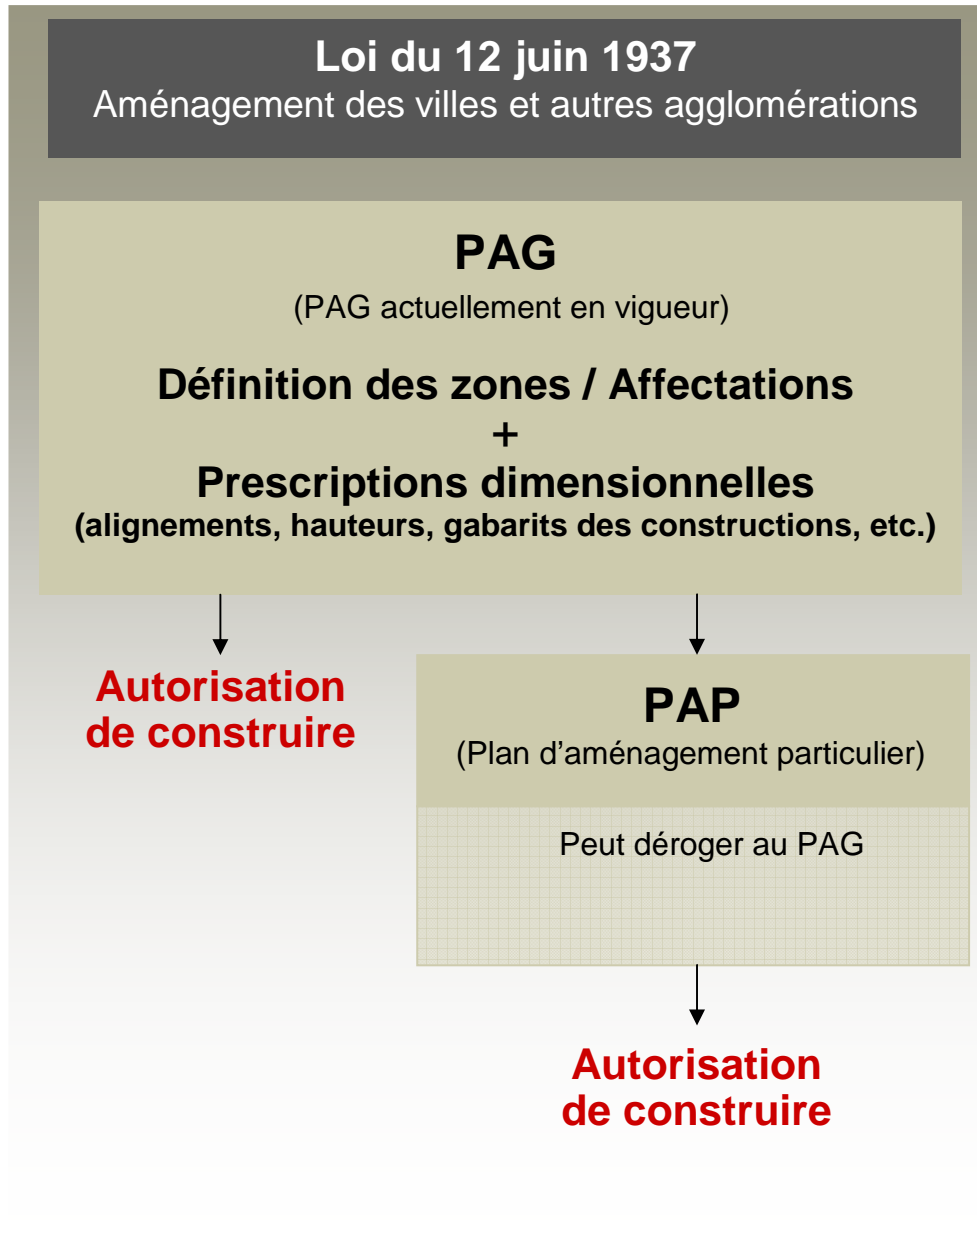 Loi du 12 juin 1937
Aménagement des villes et autres agglomérations
PAG
(PAG actuellement en vigueur)
Définition des zones / Affectations
+
Prescriptions dimensionnelles
(alignements, hauteurs, gabarits des constructions, etc.)
Autorisation
de construire
PAP
(Plan d'aménagement particulier)
Peut déroger au PAG
Autorisation
de construire